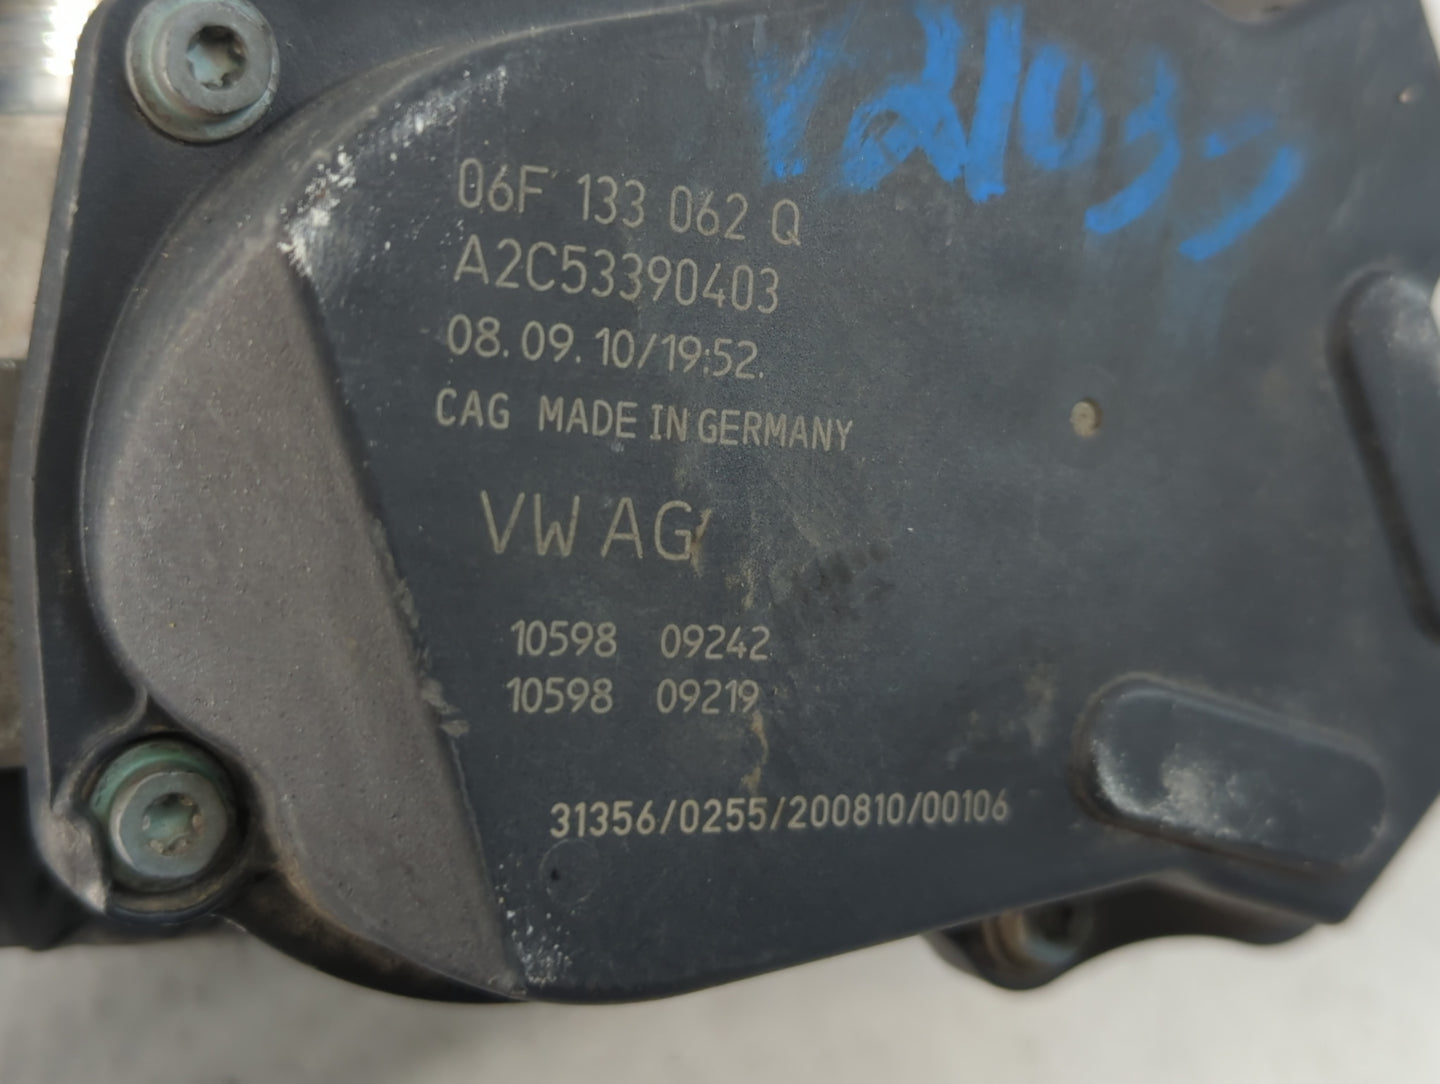 V21033
06F 133 062 Q
A2C53390403
08.09.10/19:52.
CAG MADE IN GERMANY
VW AG
10598 09242
10598 09219
31356/0255/200810/00106